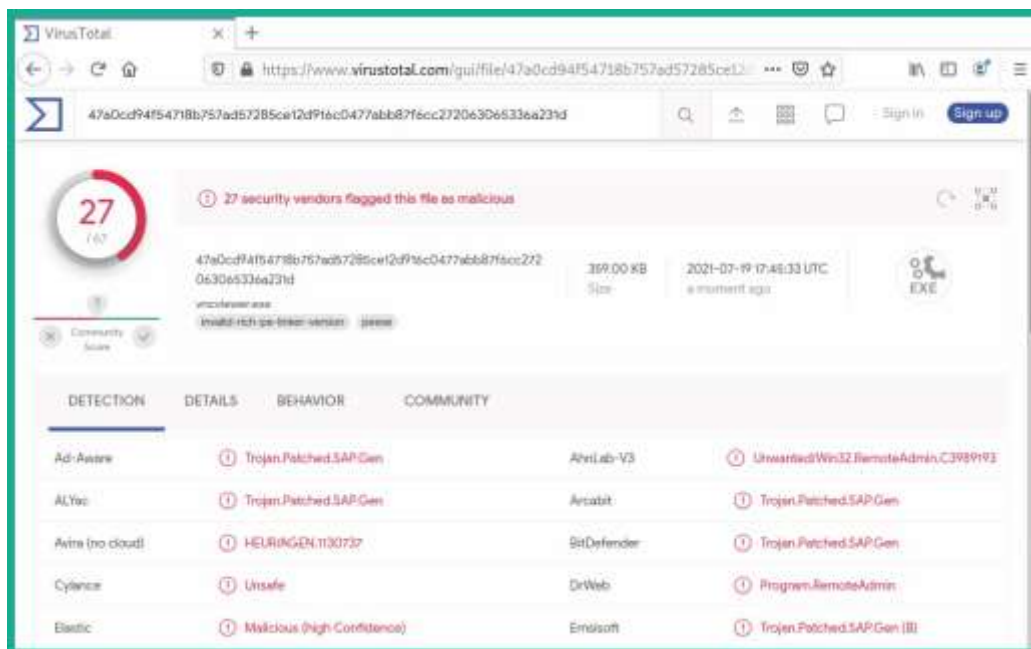 VirusTotal
https://www.virustotal.com/gui/file/47a0cd94f54718b757ad57285ce12
47a0cd94f54718b757ad57285ce12d916c0477abb87f6cc272063065336a231d
Sign in
Sign up
27
/ 67
27 security vendors flagged this file as malicious
47a0cd94f54718b757ad57285ce12d916c0477abb87f6cc272
063065336a231d
vncviewer.exe
invalid-rich-pe-linker-version peexe
359.00 KB
Size
2021-07-19 17:45:33 UTC
a moment ago
EXE
Community
Score
DETECTION DETAILS BEHAVIOR COMMUNITY
Ad-Aware Trojan.Patched.SAP.Gen AhnLab-V3 Unwanted/Win32.RemoteAdmin.C3989193
ALYac Trojan.Patched.SAP.Gen Arcabit Trojan.Patched.SAP.Gen
Avira (no cloud) HEUR/AGEN.1130737 BitDefender Trojan.Patched.SAP.Gen
Cylance Unsafe DrWeb Program.RemoteAdmin
Elastic Malicious (high Confidence) Emsisoft Trojan.Patched.SAP.Gen (B)